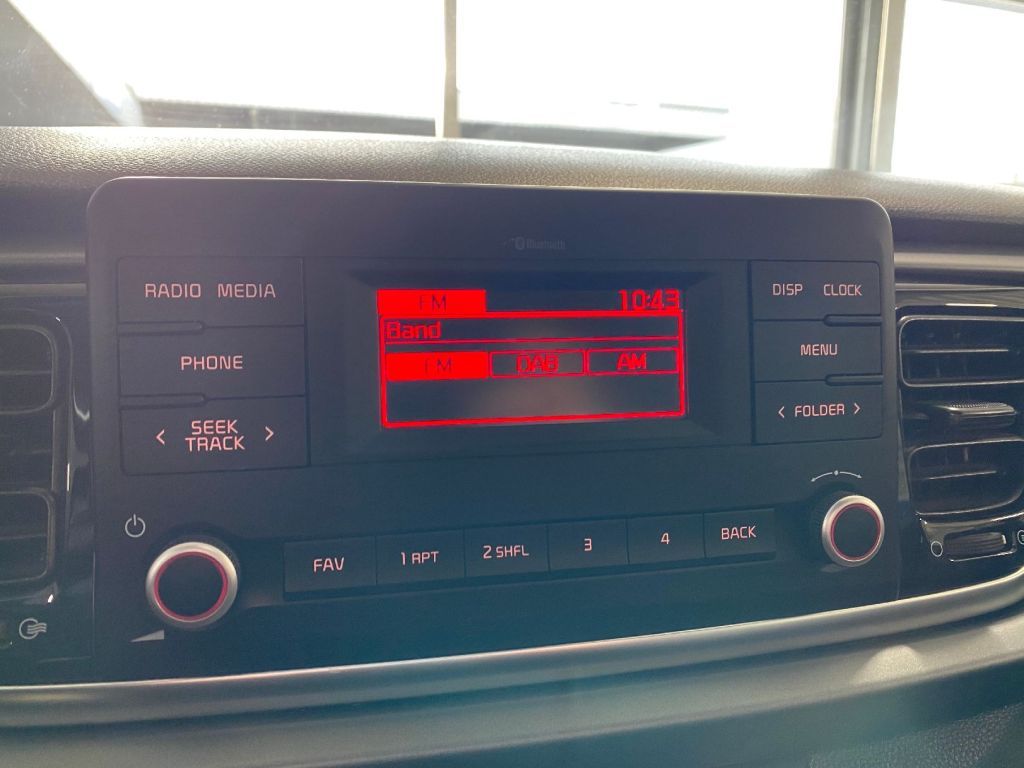 Bluetooth
RADIO MEDIA
PHONE
< SEEK TRACK >
FM 10:43
Band
FM DAB AM
DISP CLOCK
MENU
< FOLDER >
FAV 1 RPT 2 SHFL 3 4 BACK